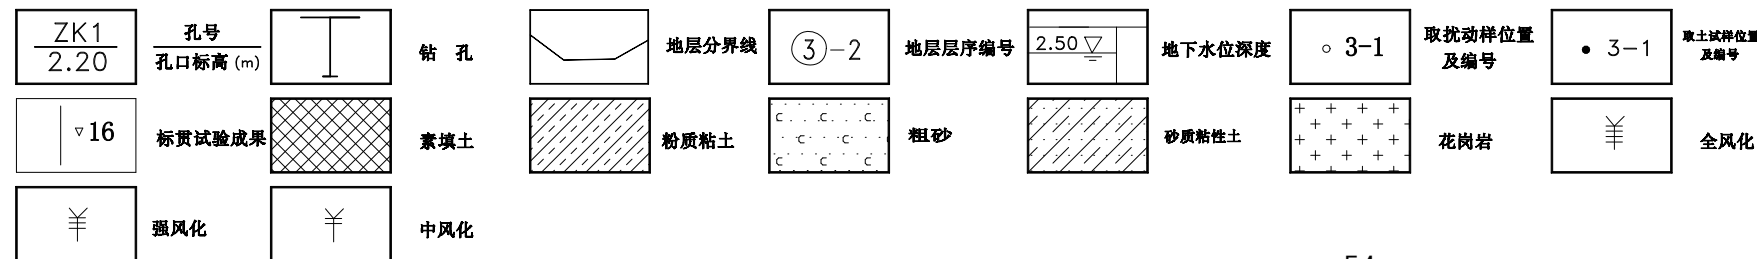 ZK1
2.20
孔号
孔口标高 (m)
钻 孔
地层分界线
③-2
地层层序编号
2.50
地下水位深度
3-1
取扰动样位置
及编号
3-1
取土试样位置
及编号
16
标贯试验成果
素填土
粉质粘土
c c c
c c
c c c
粗砂
砂质粘性土
花岗岩
全风化
强风化
中风化